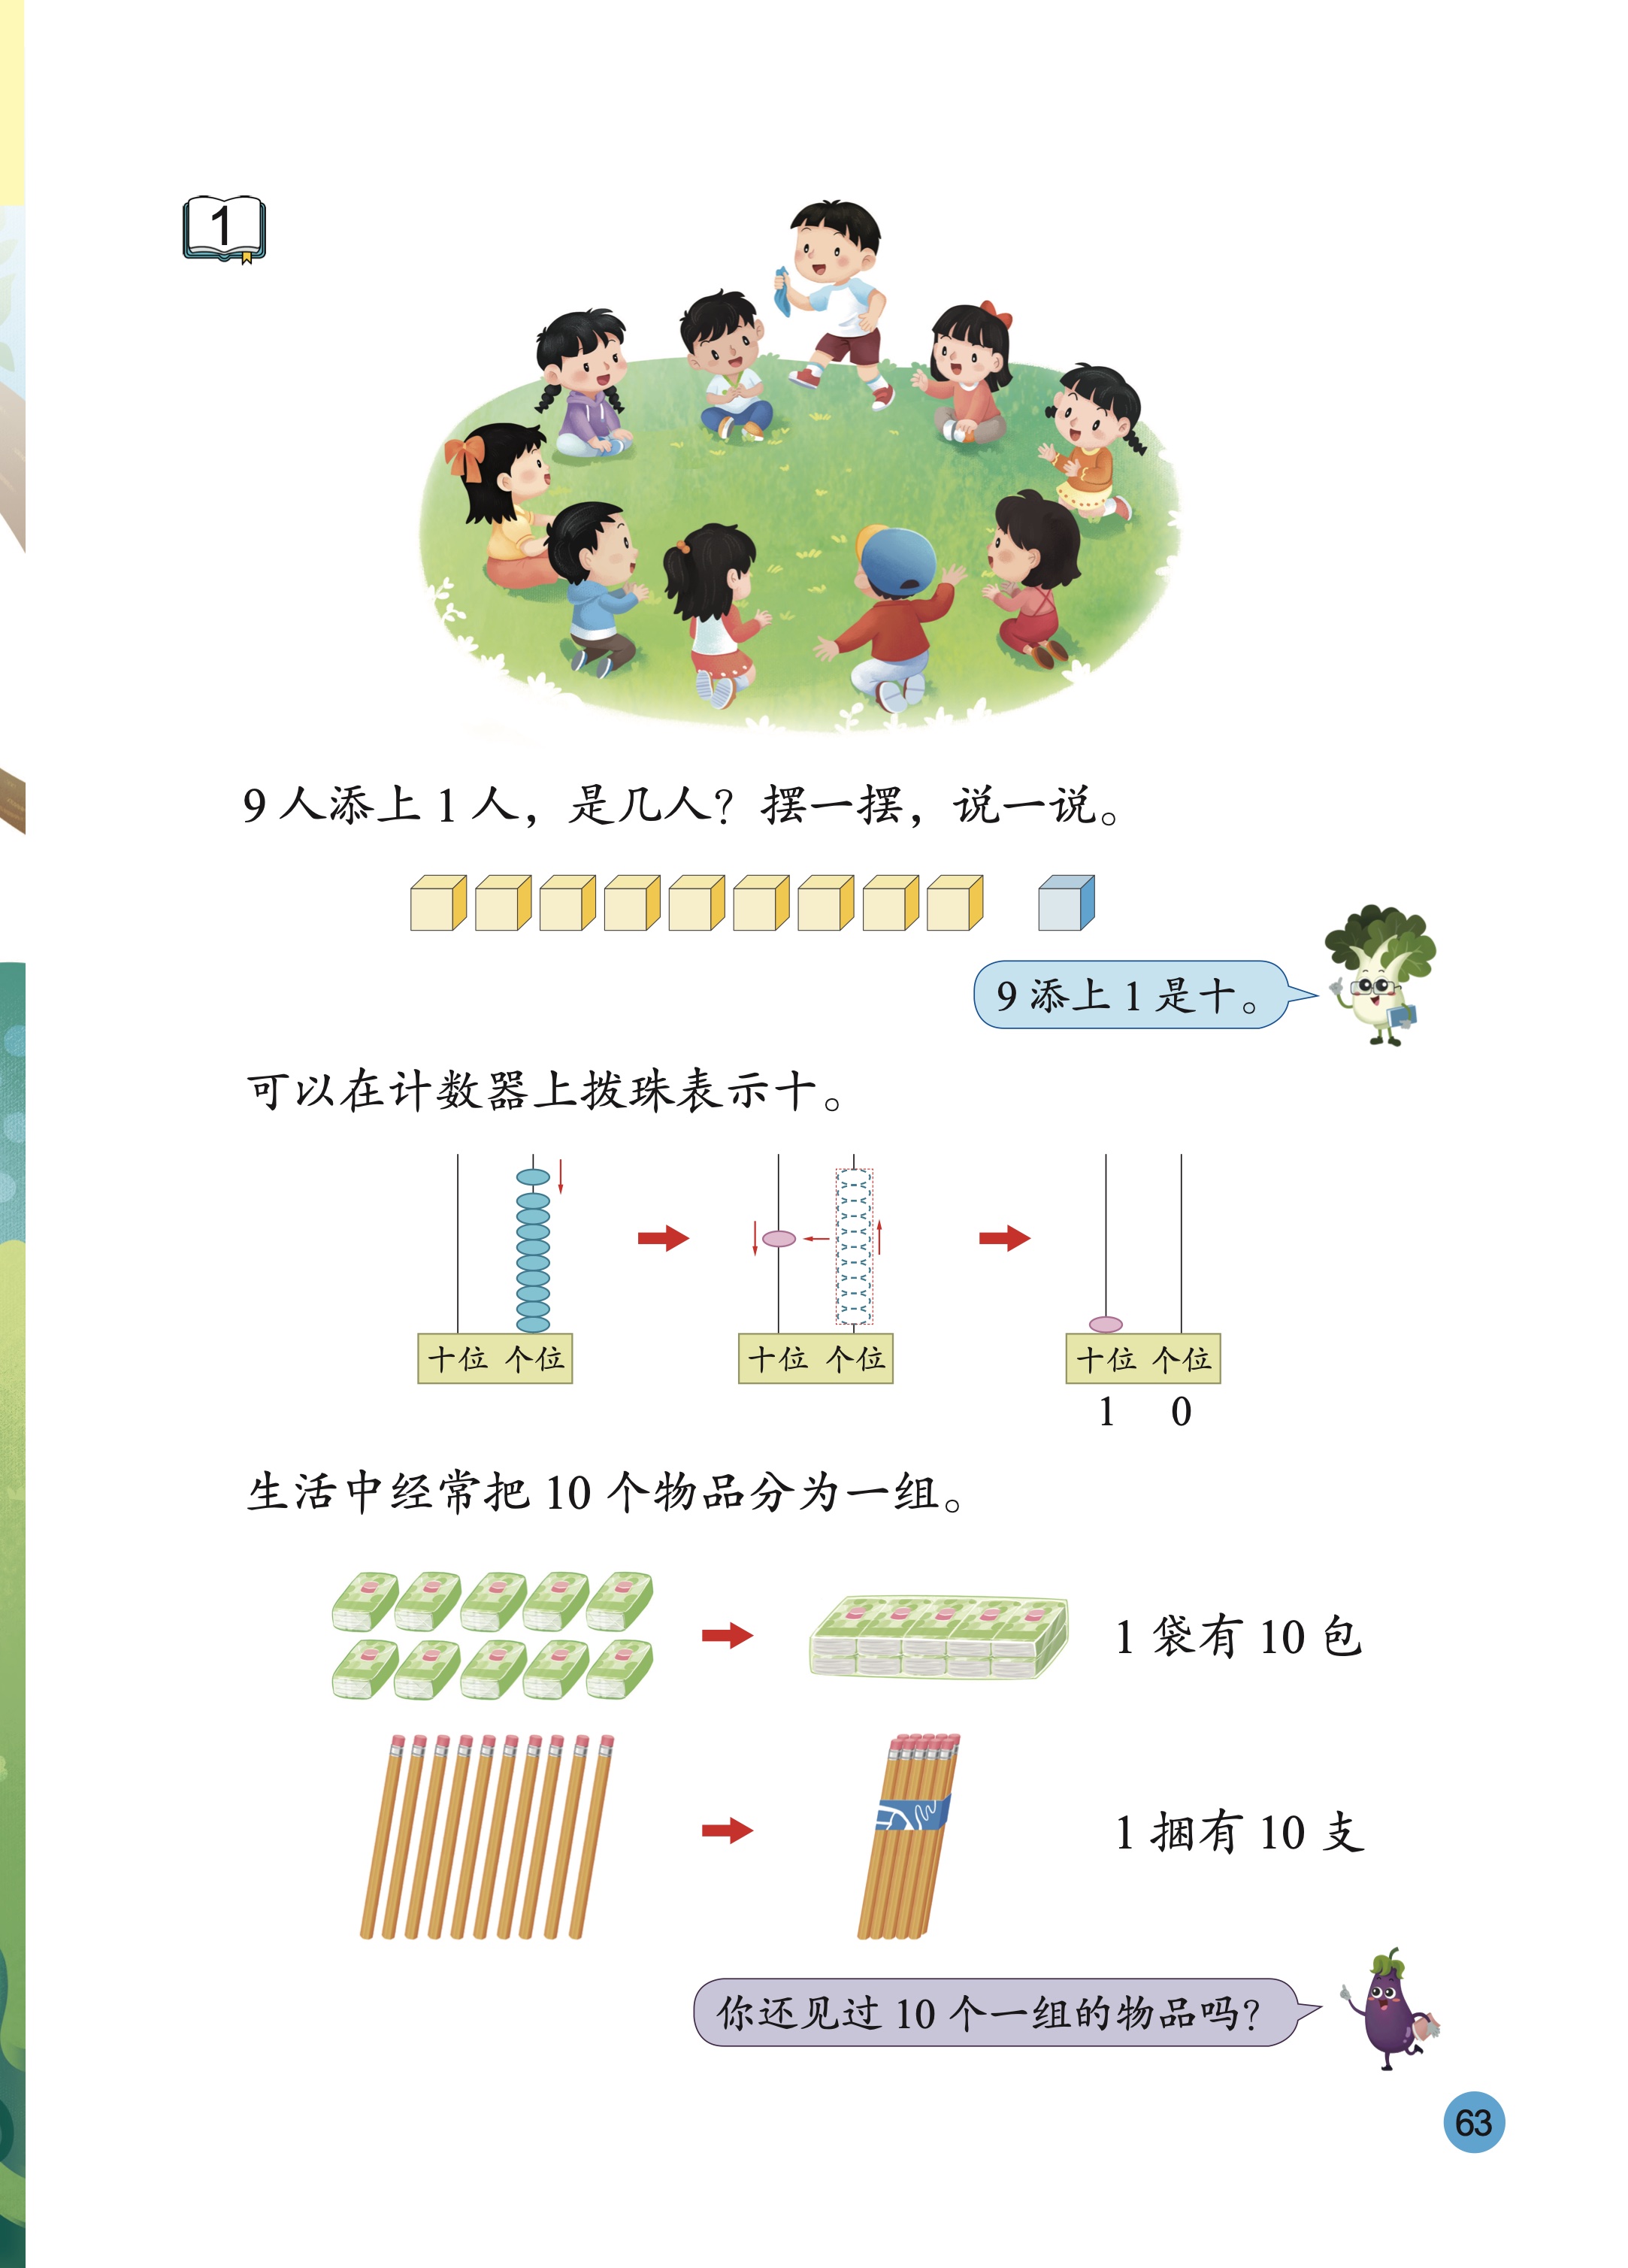 1
9人添上1人，是几人？摆一摆，说一说。
9添上1是十。
可以在计数器上拨珠表示十。
十位 个位 十位 个位 十位 个位
1 0
生活中经常把10个物品分为一组。
1袋有10包
1捆有10支
你还见过10个一组的物品吗？
63